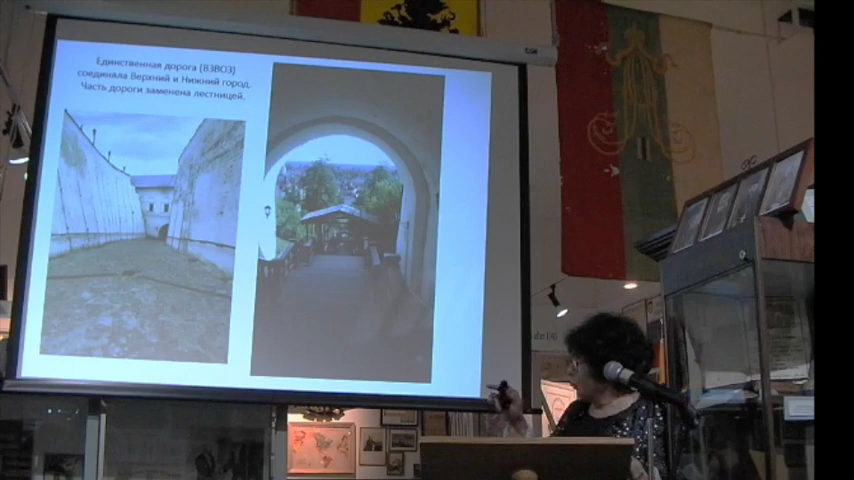 Единственная дорога (ВЗВОЗ)
соединяла Верхний и Нижний город.
Часть дороги заменена лестницей.